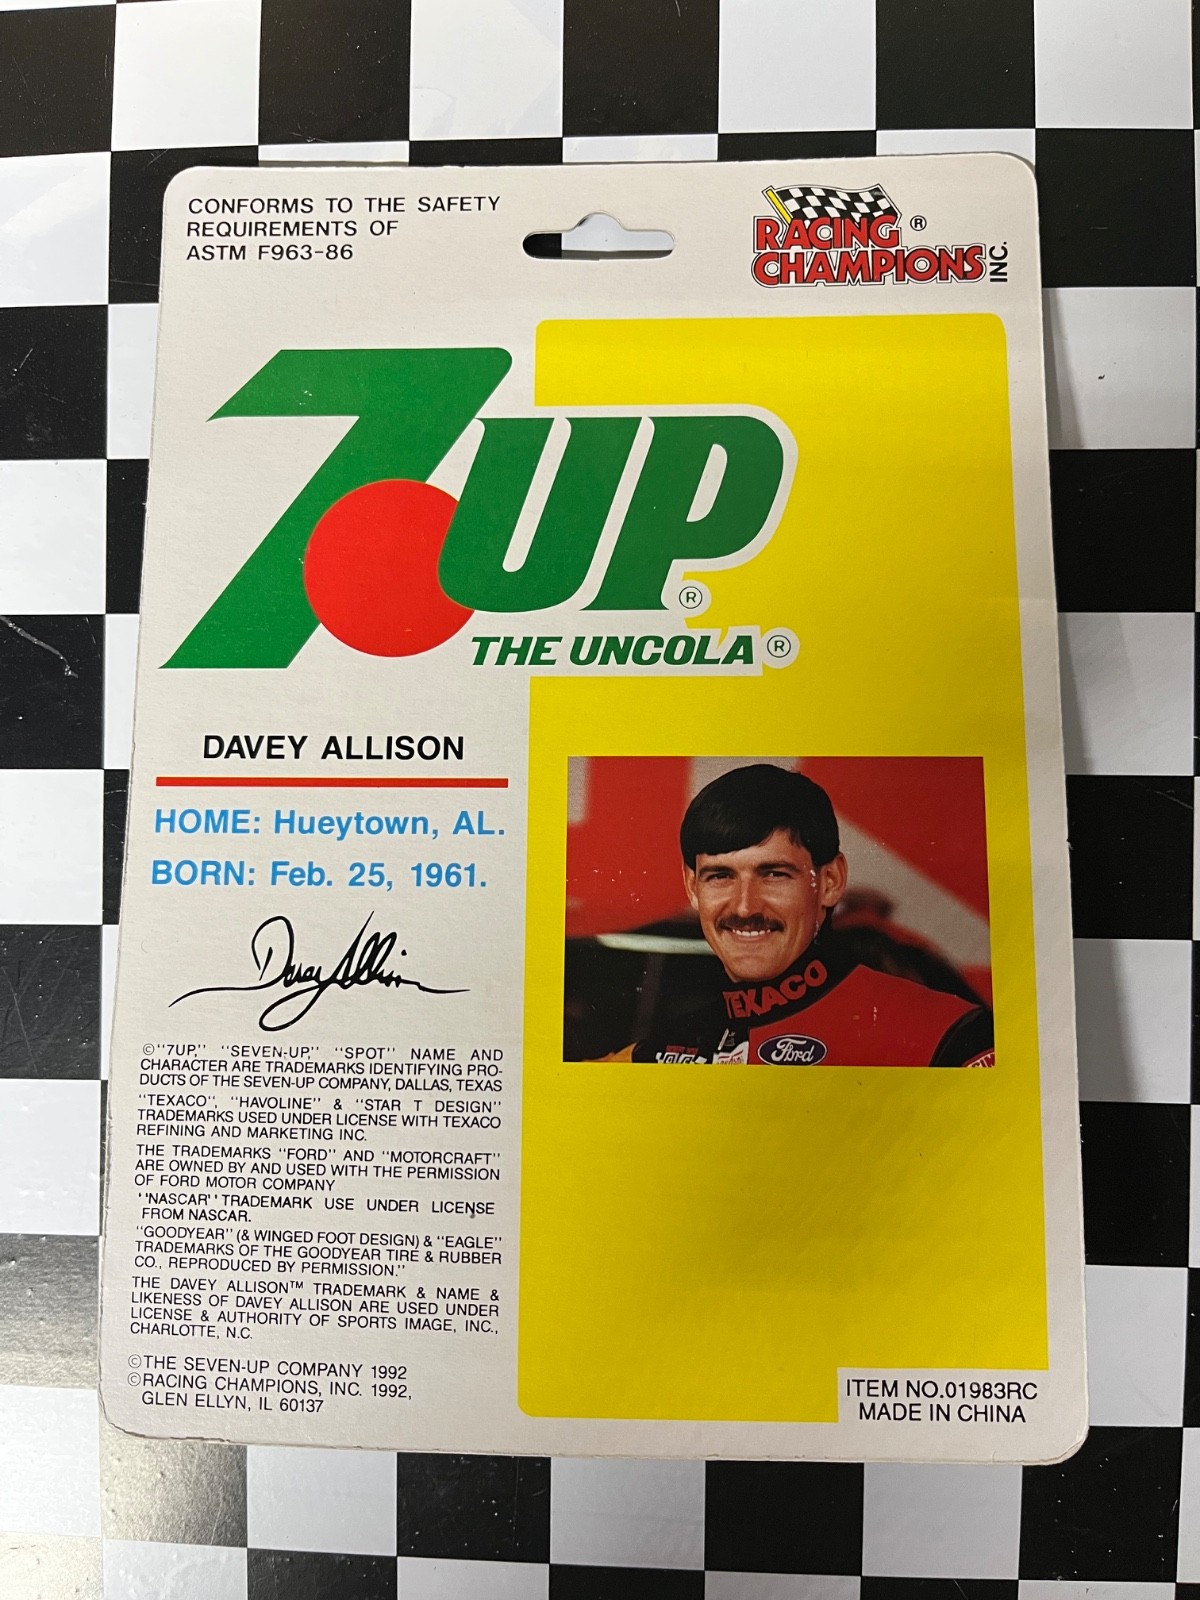 CONFORMS TO THE SAFETY
REQUIREMENTS OF
ASTM F963-86
RACING ®
CHAMPIONS INC.
7UP®
THE UNCOLA®
DAVEY ALLISON
HOME: Hueytown, AL.
BORN: Feb. 25, 1961.
Davey Allison
TEXACO
Ford
©''7UP,'' ''SEVEN-UP,'' ''SPOT'' NAME AND
CHARACTER ARE TRADEMARKS IDENTIFYING PRO-
DUCTS OF THE SEVEN-UP COMPANY, DALLAS, TEXAS
''TEXACO'', ''HAVOLINE'' & ''STAR T DESIGN''
TRADEMARKS USED UNDER LICENSE WITH TEXACO
REFINING AND MARKETING INC.
THE TRADEMARKS ''FORD'' AND ''MOTORCRAFT''
ARE OWNED BY AND USED WITH THE PERMISSION
OF FORD MOTOR COMPANY
''NASCAR'' TRADEMARK USE UNDER LICENSE
FROM NASCAR.
''GOODYEAR'' (& WINGED FOOT DESIGN) & ''EAGLE''
TRADEMARKS OF THE GOODYEAR TIRE & RUBBER
CO., REPRODUCED BY PERMISSION.''
THE DAVEY ALLISON™ TRADEMARK & NAME &
LIKENESS OF DAVEY ALLISON ARE USED UNDER
LICENSE & AUTHORITY OF SPORTS IMAGE, INC.,
CHARLOTTE, N.C.
©THE SEVEN-UP COMPANY 1992
©RACING CHAMPIONS, INC. 1992,
GLEN ELLYN, IL 60137
ITEM NO.01983RC
MADE IN CHINA